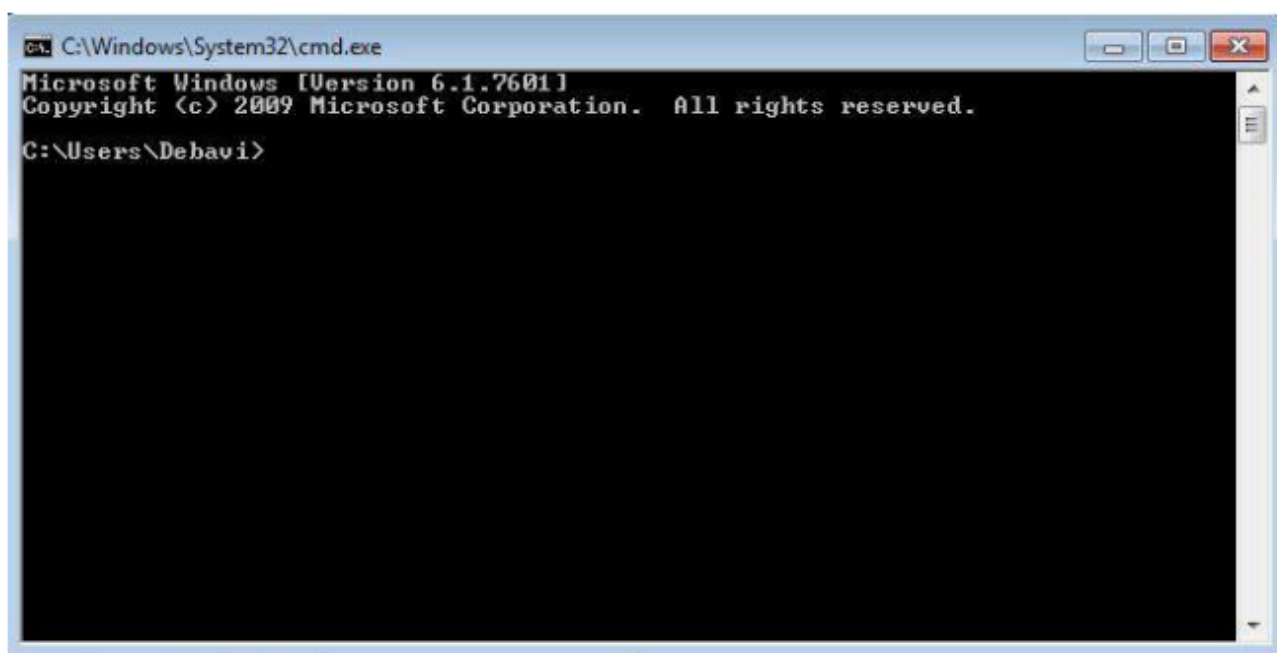 C:\Windows\System32\cmd.exe
Microsoft Windows [Version 6.1.7601]
Copyright (c) 2009 Microsoft Corporation.  All rights reserved.
C:\Users\Debavi>